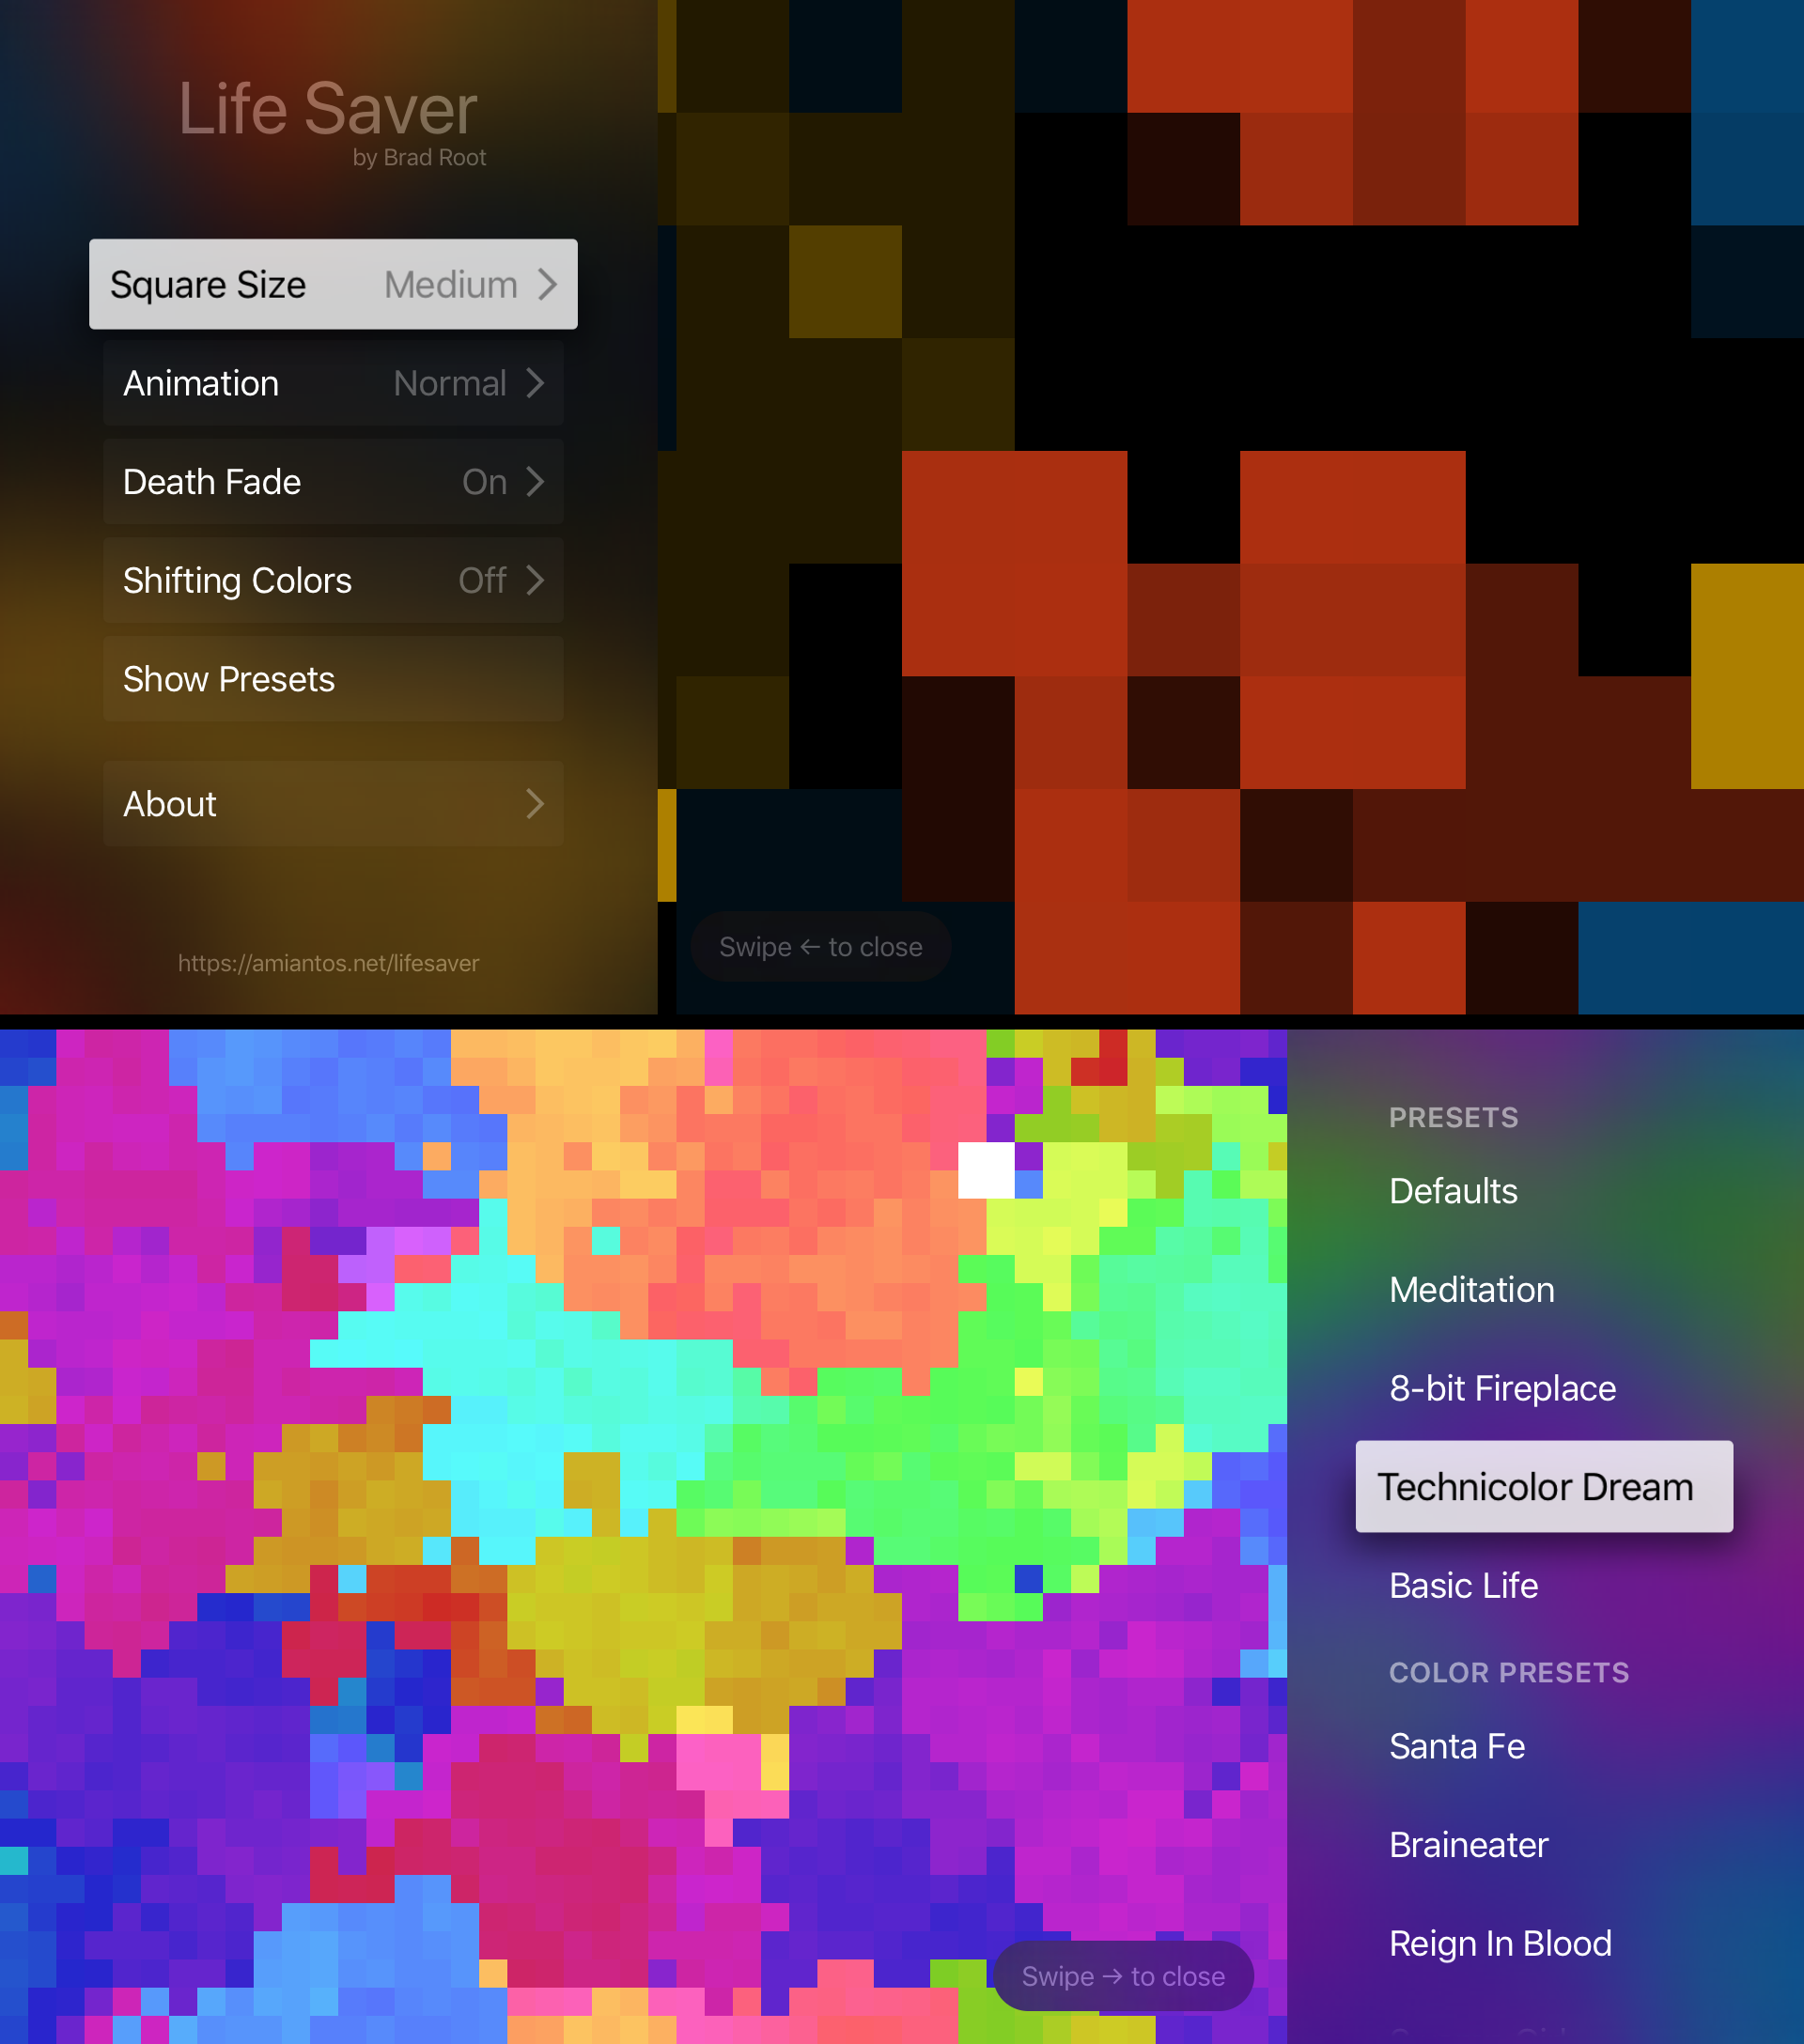 Life Saver
by Brad Root
Square Size Medium
Animation Normal
Death Fade On
Shifting Colors Off
Show Presets
About
https://amiantos.net/lifesaver
Swipe ← to close
PRESETS
Defaults
Meditation
8-bit Fireplace
Technicolor Dream
Basic Life
COLOR PRESETS
Santa Fe
Braineater
Reign In Blood
Swipe → to close